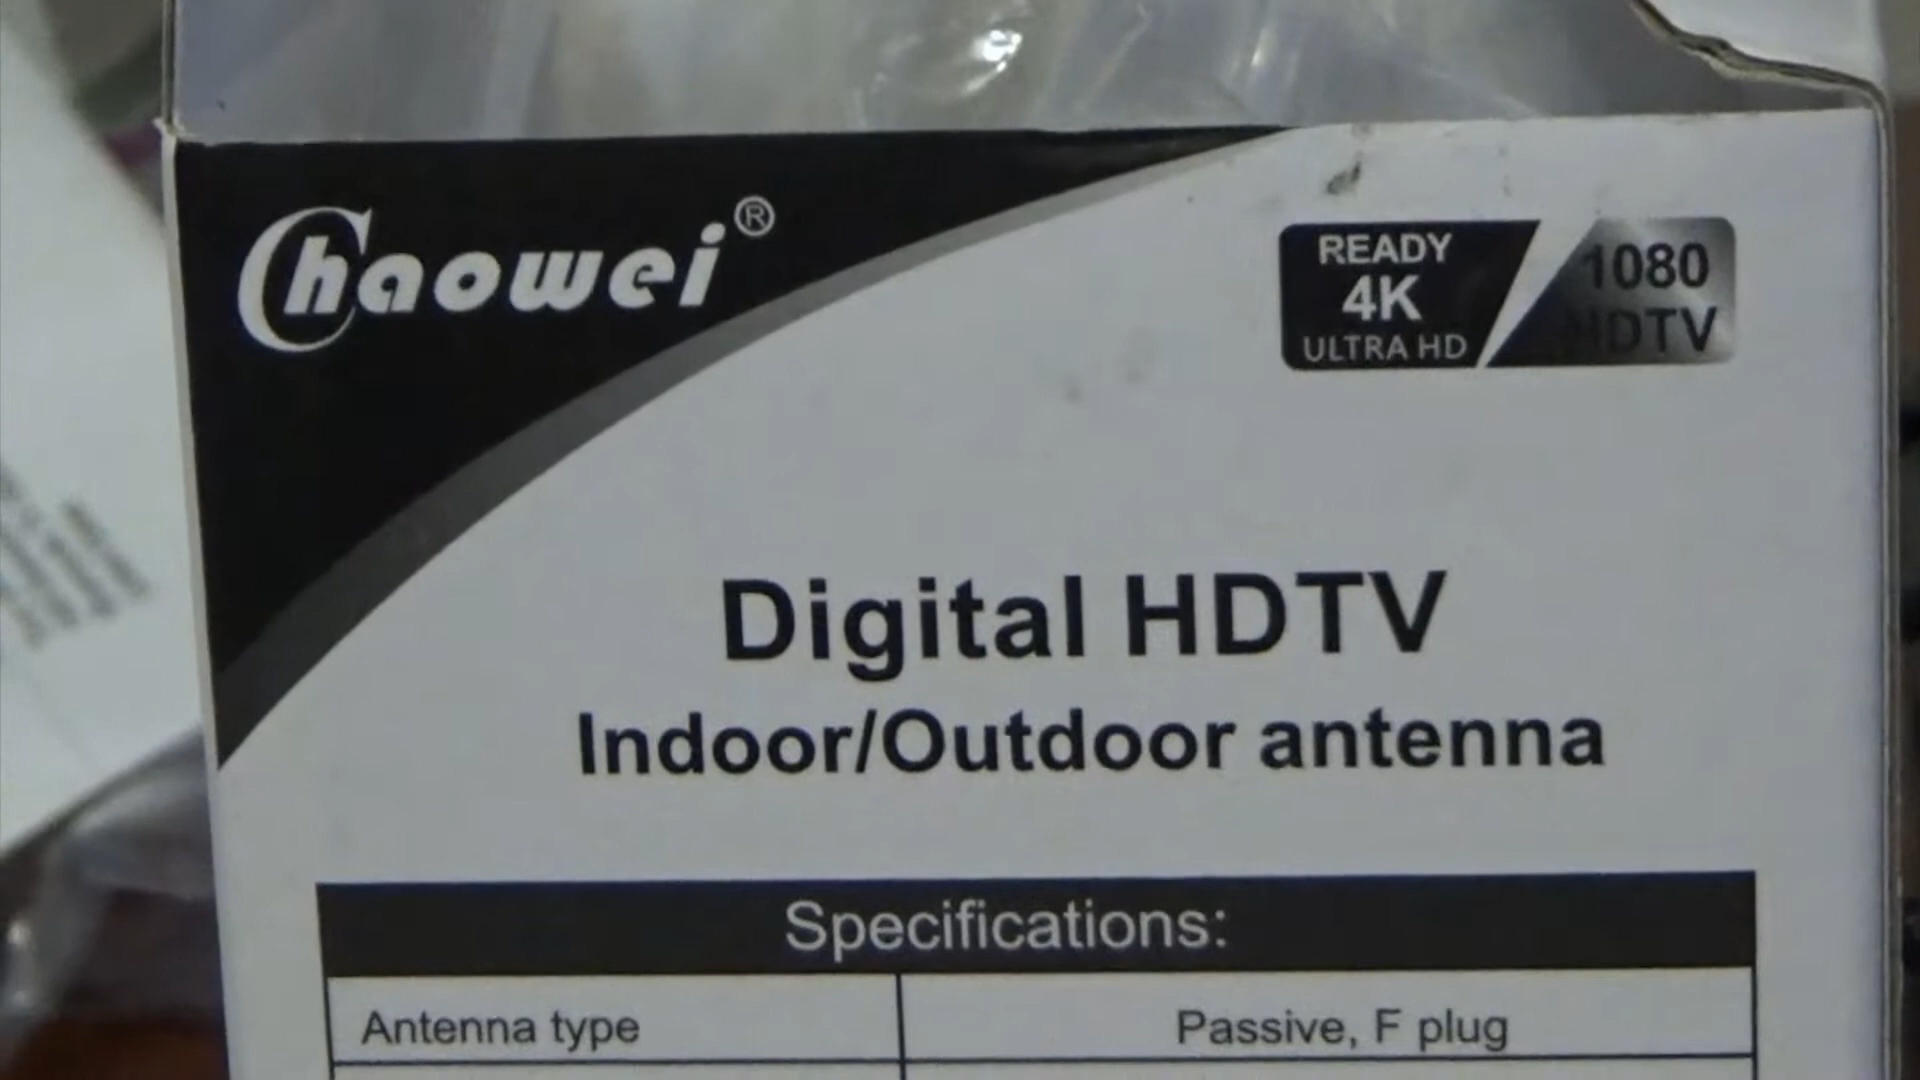 Chaowei®
READY
4K
ULTRA HD
1080
HDTV
Digital HDTV
Indoor/Outdoor antenna
Specifications:
Antenna type
Passive, F plug